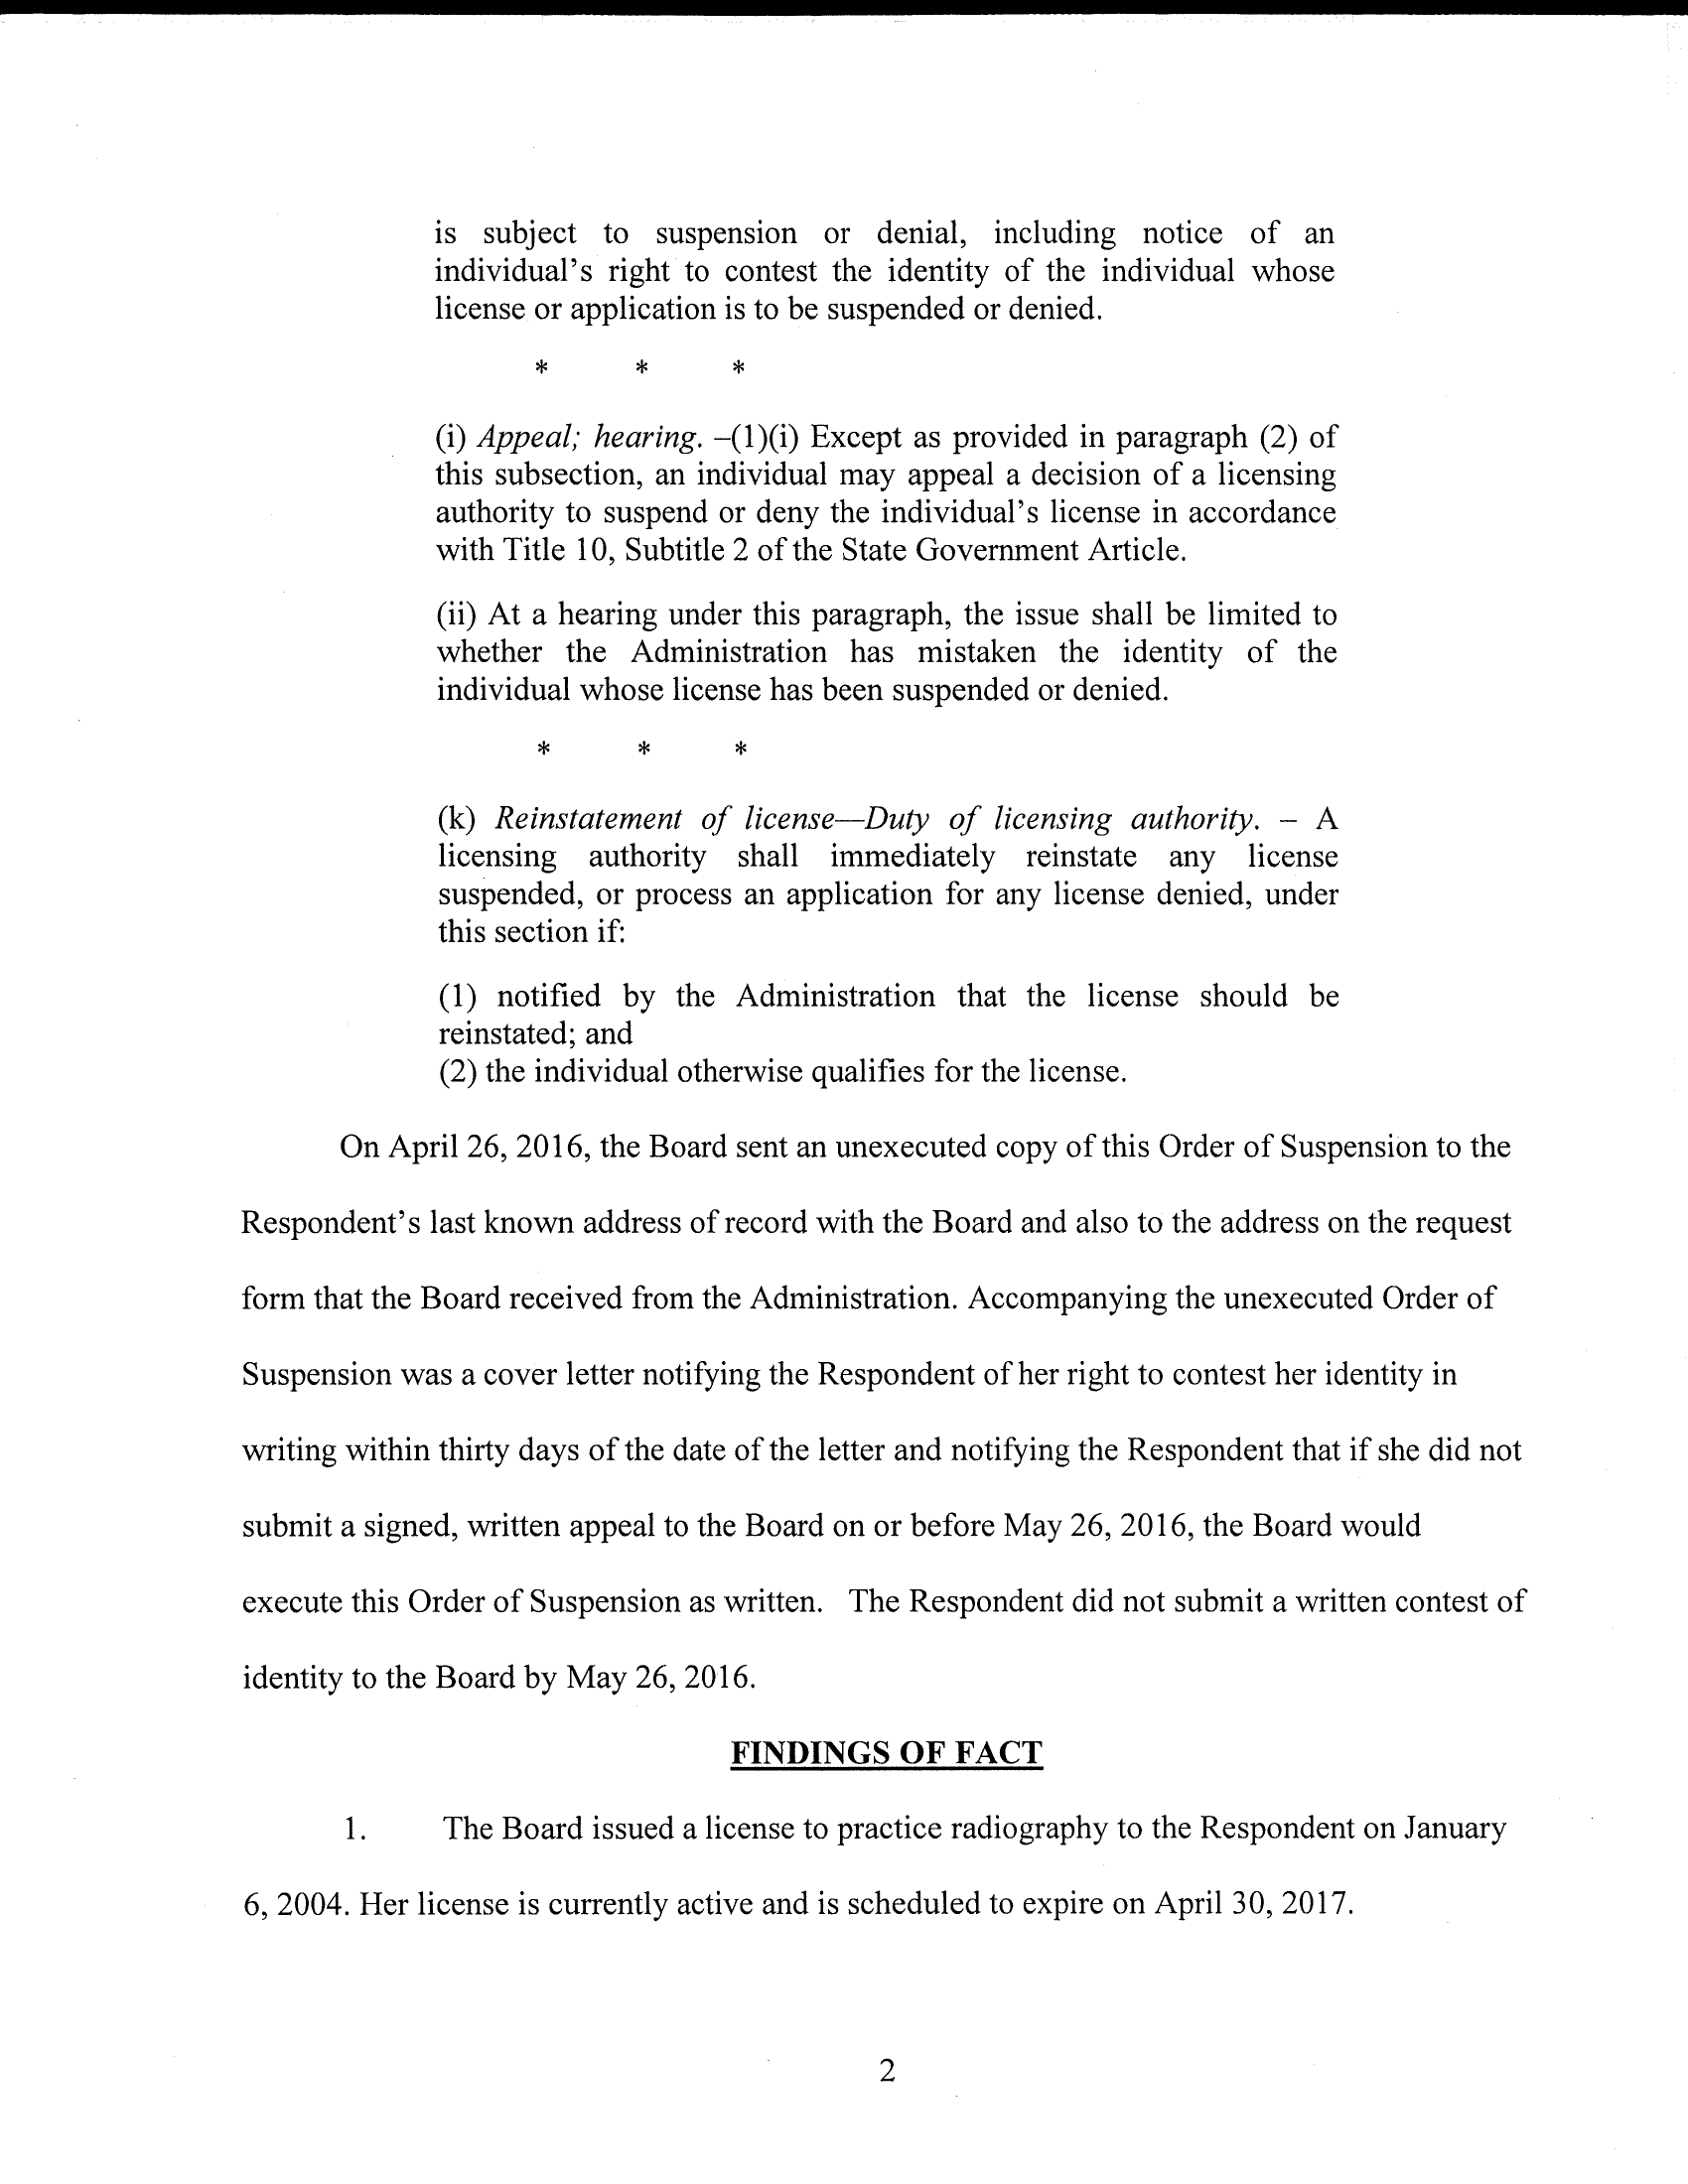 is subject to suspension or denial, including notice of an
individual’s right to contest the identity of the individual whose
license or application is to be suspended or denied.
* * *
(i) Appeal; hearing. –(1)(i) Except as provided in paragraph (2) of
this subsection, an individual may appeal a decision of a licensing
authority to suspend or deny the individual’s license in accordance
with Title 10, Subtitle 2 of the State Government Article.
(ii) At a hearing under this paragraph, the issue shall be limited to
whether the Administration has mistaken the identity of the
individual whose license has been suspended or denied.
* * *
(k) Reinstatement of license—Duty of licensing authority. – A
licensing authority shall immediately reinstate any license
suspended, or process an application for any license denied, under
this section if:
(1) notified by the Administration that the license should be
reinstated; and
(2) the individual otherwise qualifies for the license.
On April 26, 2016, the Board sent an unexecuted copy of this Order of Suspension to the
Respondent’s last known address of record with the Board and also to the address on the request
form that the Board received from the Administration. Accompanying the unexecuted Order of
Suspension was a cover letter notifying the Respondent of her right to contest her identity in
writing within thirty days of the date of the letter and notifying the Respondent that if she did not
submit a signed, written appeal to the Board on or before May 26, 2016, the Board would
execute this Order of Suspension as written. The Respondent did not submit a written contest of
identity to the Board by May 26, 2016.
FINDINGS OF FACT
1. The Board issued a license to practice radiography to the Respondent on January
6, 2004. Her license is currently active and is scheduled to expire on April 30, 2017.
2